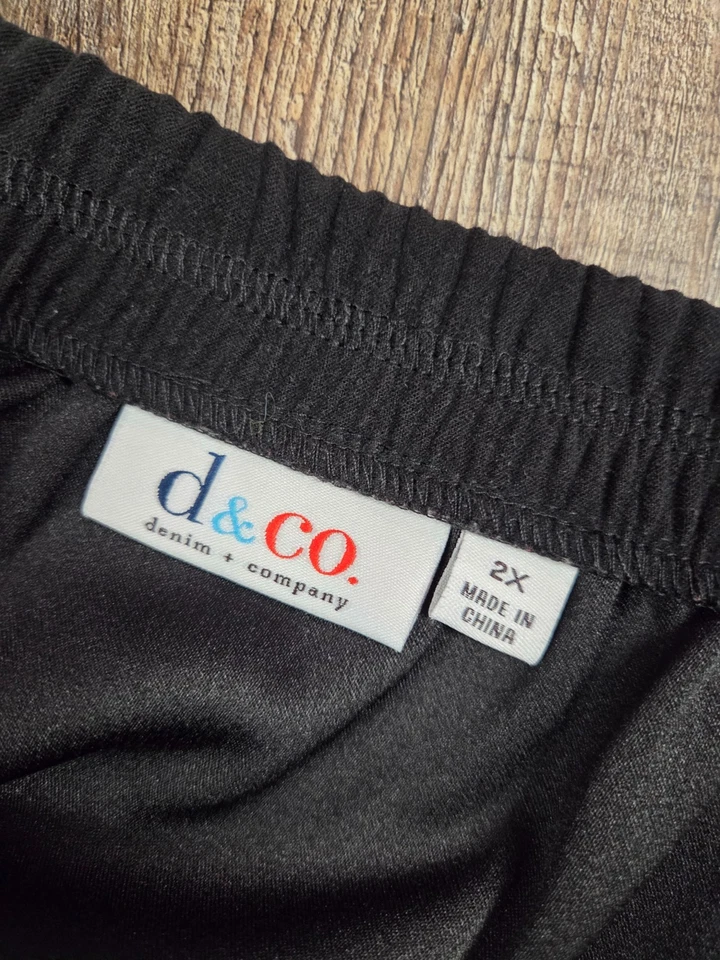 d&co.
denim + company
2X
MADE IN
CHINA